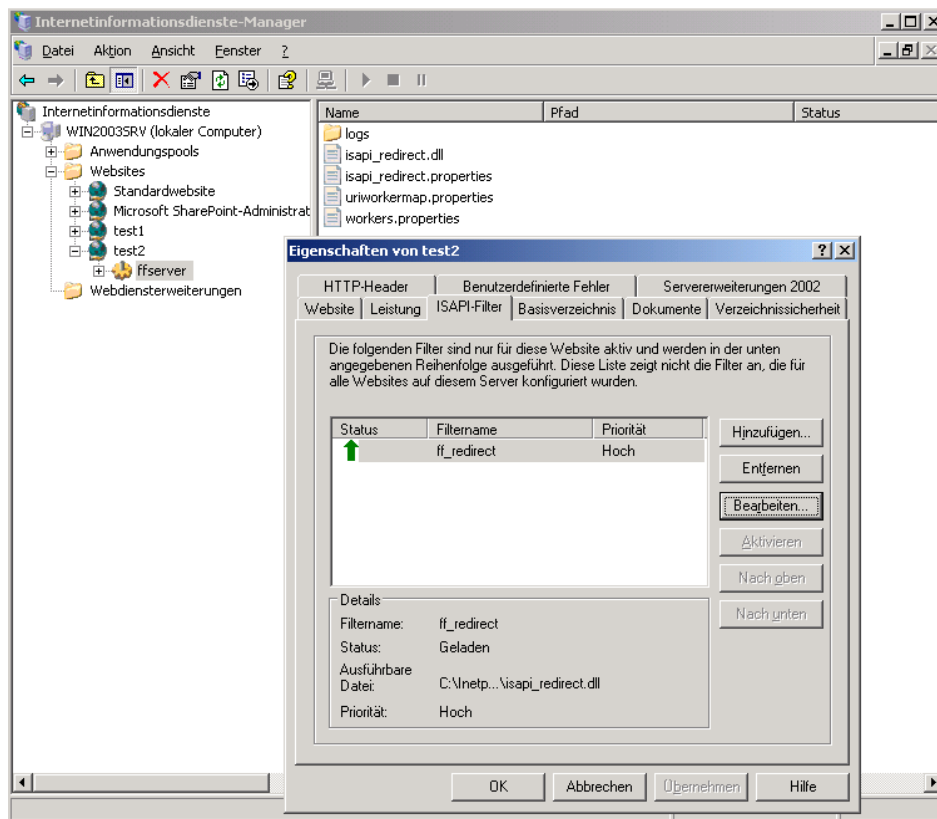 Internetinformationsdienste-Manager
Datei Aktion Ansicht Fenster ?
Internetinformationsdienste
WIN2003SRV (lokaler Computer)
Anwendungspools
Websites
Standardwebsite
Microsoft SharePoint-Administrat
test1
test2
ffserver
Webdiensterweiterungen
Name Pfad Status
logs
isapi_redirect.dll
isapi_redirect.properties
uriworkermap.properties
workers.properties
Eigenschaften von test2
HTTP-Header Benutzerdefinierte Fehler Servererweiterungen 2002
Website Leistung ISAPI-Filter Basisverzeichnis Dokumente Verzeichnissicherheit
Die folgenden Filter sind nur für diese Website aktiv und werden in der unten
angegebenen Reihenfolge ausgeführt. Diese Liste zeigt nicht die Filter an, die für
alle Websites auf diesem Server konfiguriert wurden.
Status Filtername Priorität
ff_redirect Hoch
Hinzufügen...
Entfernen
Bearbeiten...
Aktivieren
Nach oben
Nach unten
Details
Filtername: ff_redirect
Status: Geladen
Ausführbare
Datei: C:\Inetp...\isapi_redirect.dll
Priorität: Hoch
OK Abbrechen Übernehmen Hilfe